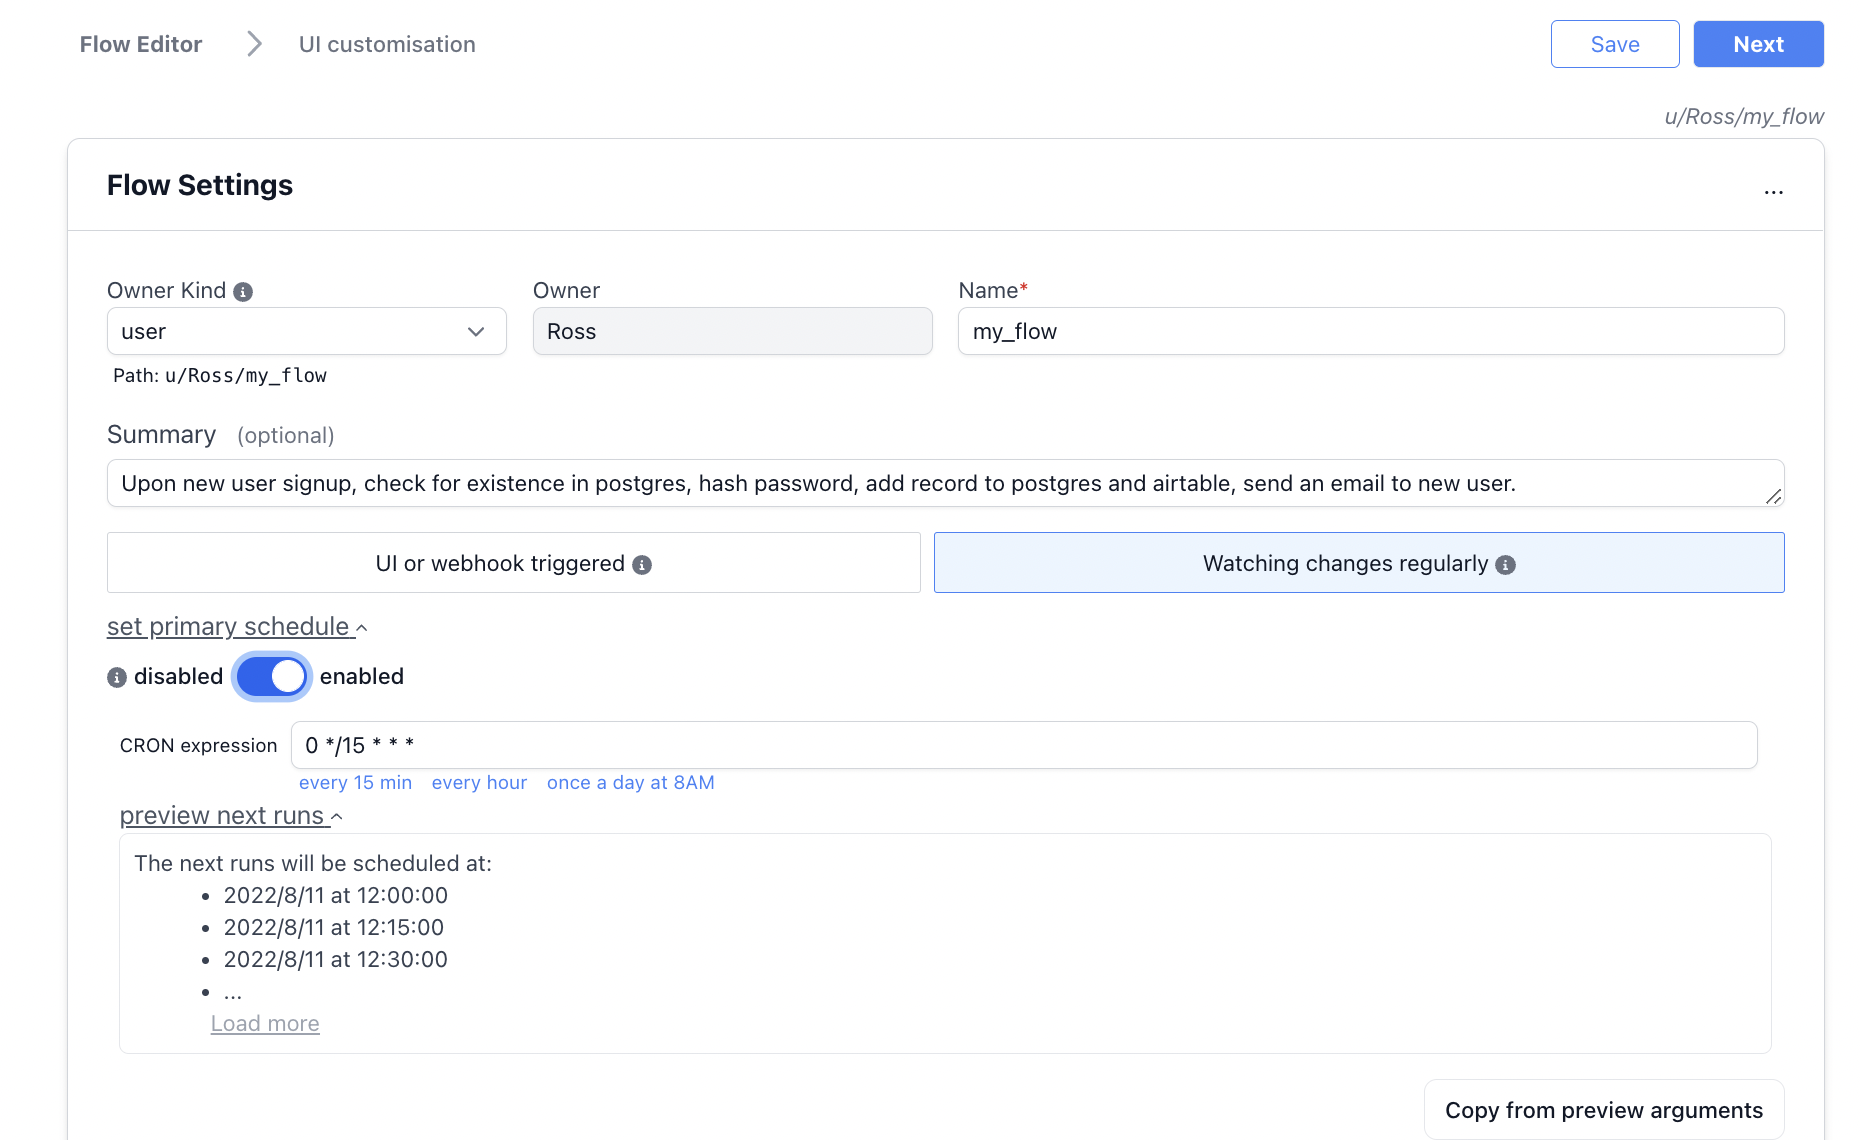 Flow Editor > UI customisation Save Next
u/Ross/my_flow
Flow Settings ...
Owner Kind Owner Name*
user Ross my_flow
Path: u/Ross/my_flow
Summary (optional)
Upon new user signup, check for existence in postgres, hash password, add record to postgres and airtable, send an email to new user.
UI or webhook triggered Watching changes regularly
set primary schedule
disabled enabled
CRON expression 0 */15 * * *
every 15 min every hour once a day at 8AM
preview next runs
The next runs will be scheduled at:
• 2022/8/11 at 12:00:00
• 2022/8/11 at 12:15:00
• 2022/8/11 at 12:30:00
• ...
Load more
Copy from preview arguments